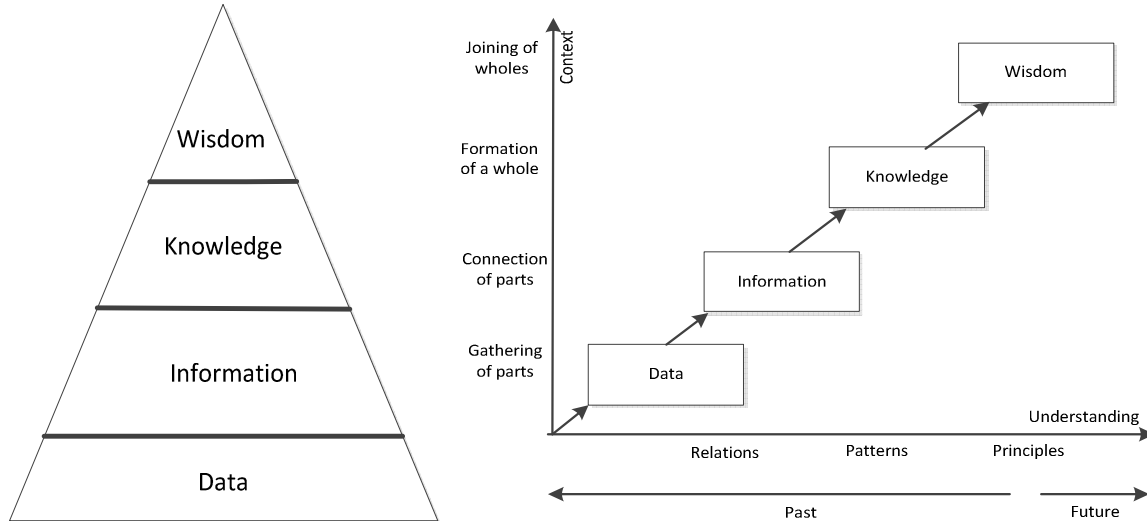 Wisdom
Knowledge
Information
Data
Context
Joining of
wholes
Formation
of a whole
Connection
of parts
Gathering
of parts
Wisdom
Knowledge
Information
Data
Understanding
Relations
Patterns
Principles
Past
Future